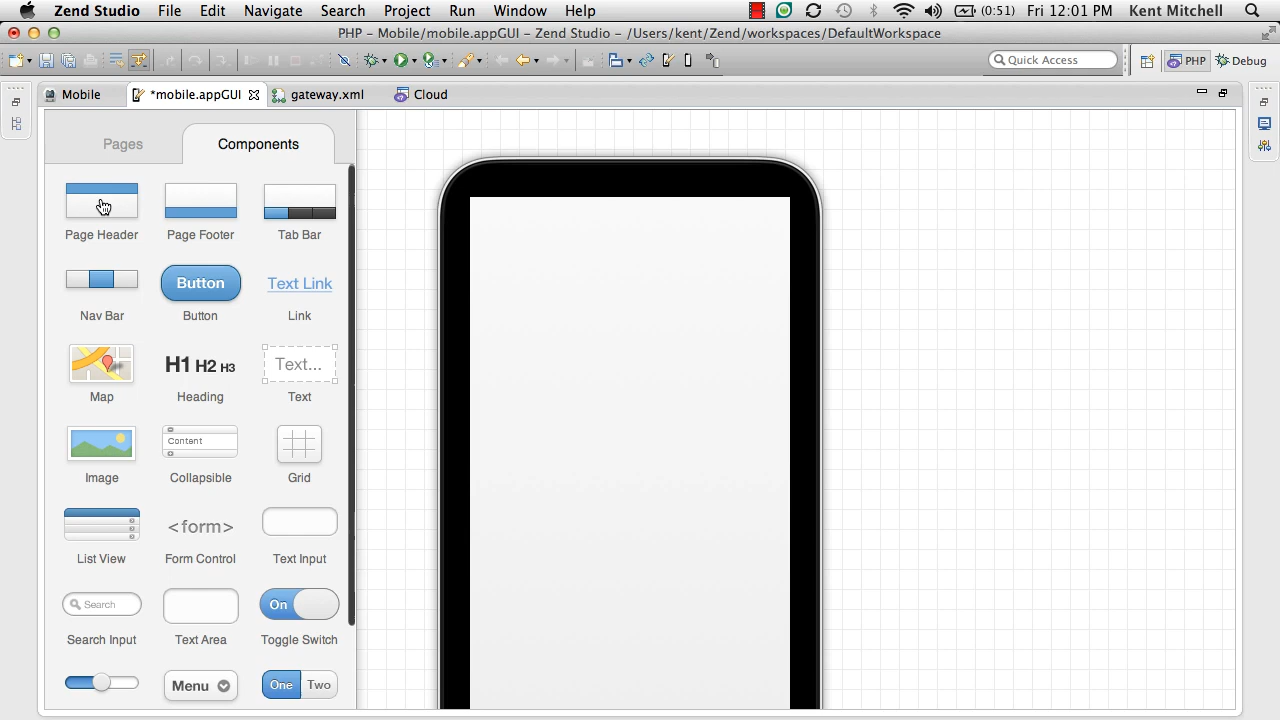 Zend Studio File Edit Navigate Search Project Run Window Help (0:51) Fri 12:01 PM Kent Mitchell
PHP - Mobile/mobile.appGUI - Zend Studio - /Users/kent/Zend/workspaces/DefaultWorkspace
Quick Access PHP Debug
Mobile *mobile.appGUI gateway.xml Cloud
Pages Components
Page Header Page Footer Tab Bar
Button Text Link
Nav Bar Button Link
H1 H2 H3 Text...
Map Heading Text
Content
Image Collapsible Grid
<form>
List View Form Control Text Input
Search On
Search Input Text Area Toggle Switch
Menu One Two